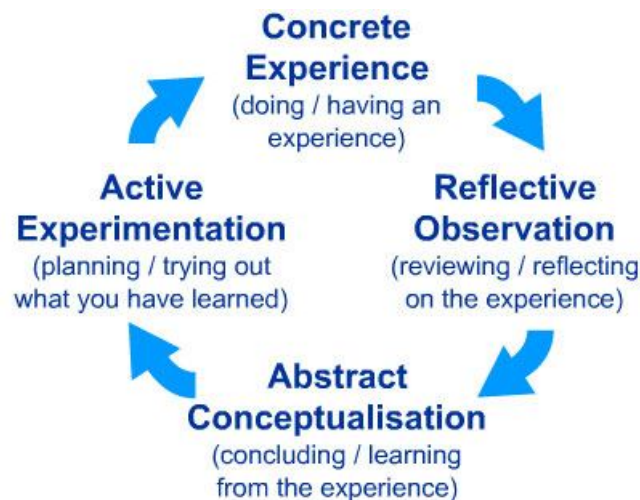 Concrete
Experience
(doing / having an
experience)
Reflective
Observation
(reviewing / reflecting
on the experience)
Abstract
Conceptualisation
(concluding / learning
from the experience)
Active
Experimentation
(planning / trying out
what you have learned)